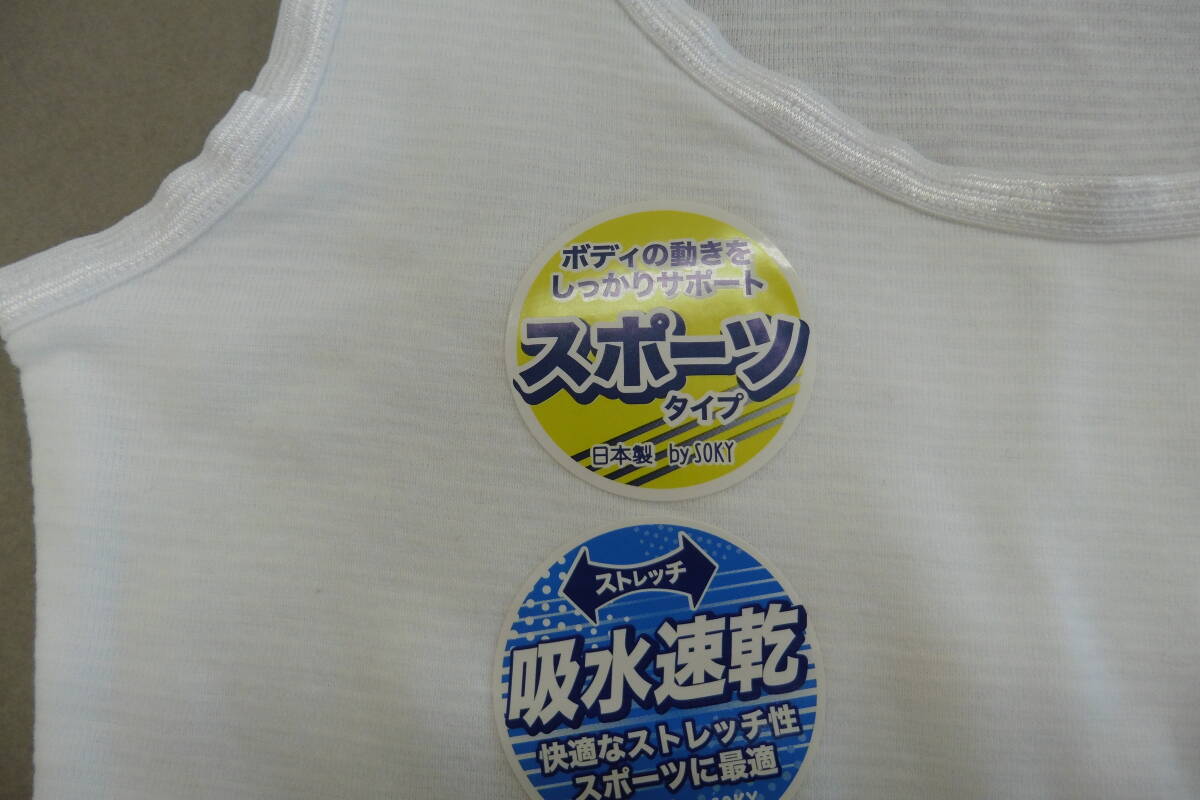 ボディの動きを
しっかりサポート
スポーツ
タイプ
日本製 by SOKY
ストレッチ
吸水速乾
快適なストレッチ性
スポーツに最適
SOKY